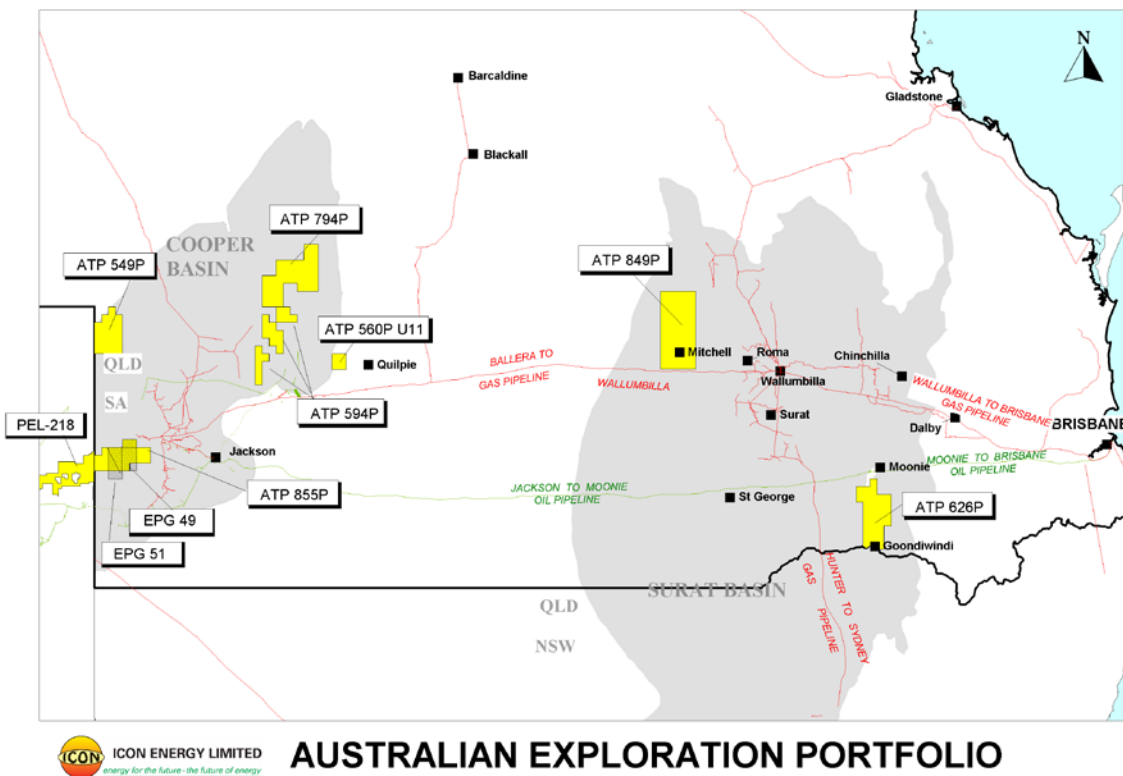 N
Barcaldine
Gladstone
Blackall
ATP 794P
COOPER
BASIN
ATP 549P
ATP 849P
ATP 560P U11
QLD
Quilpie
Mitchell
Roma
Chinchilla
Wallumbilla
BALLERA TO
GAS PIPELINE
WALLUMBILLA
WALLUMBILLA TO BRISBANE
GAS PIPELINE
SA
ATP 594P
Surat
Dalby
BRISBANE
PEL-218
Jackson
Moonie
MOONIE TO BRISBANE
OIL PIPELINE
ATP 855P
JACKSON TO MOONIE
OIL PIPELINE
St George
ATP 626P
EPG 49
EPG 51
Goondiwindi
SURAT BASIN
HUNTER TO SYDNEY
GAS PIPELINE
QLD
NSW
ICON
ICON ENERGY LIMITED
energy for the future - the future of energy
AUSTRALIAN EXPLORATION PORTFOLIO